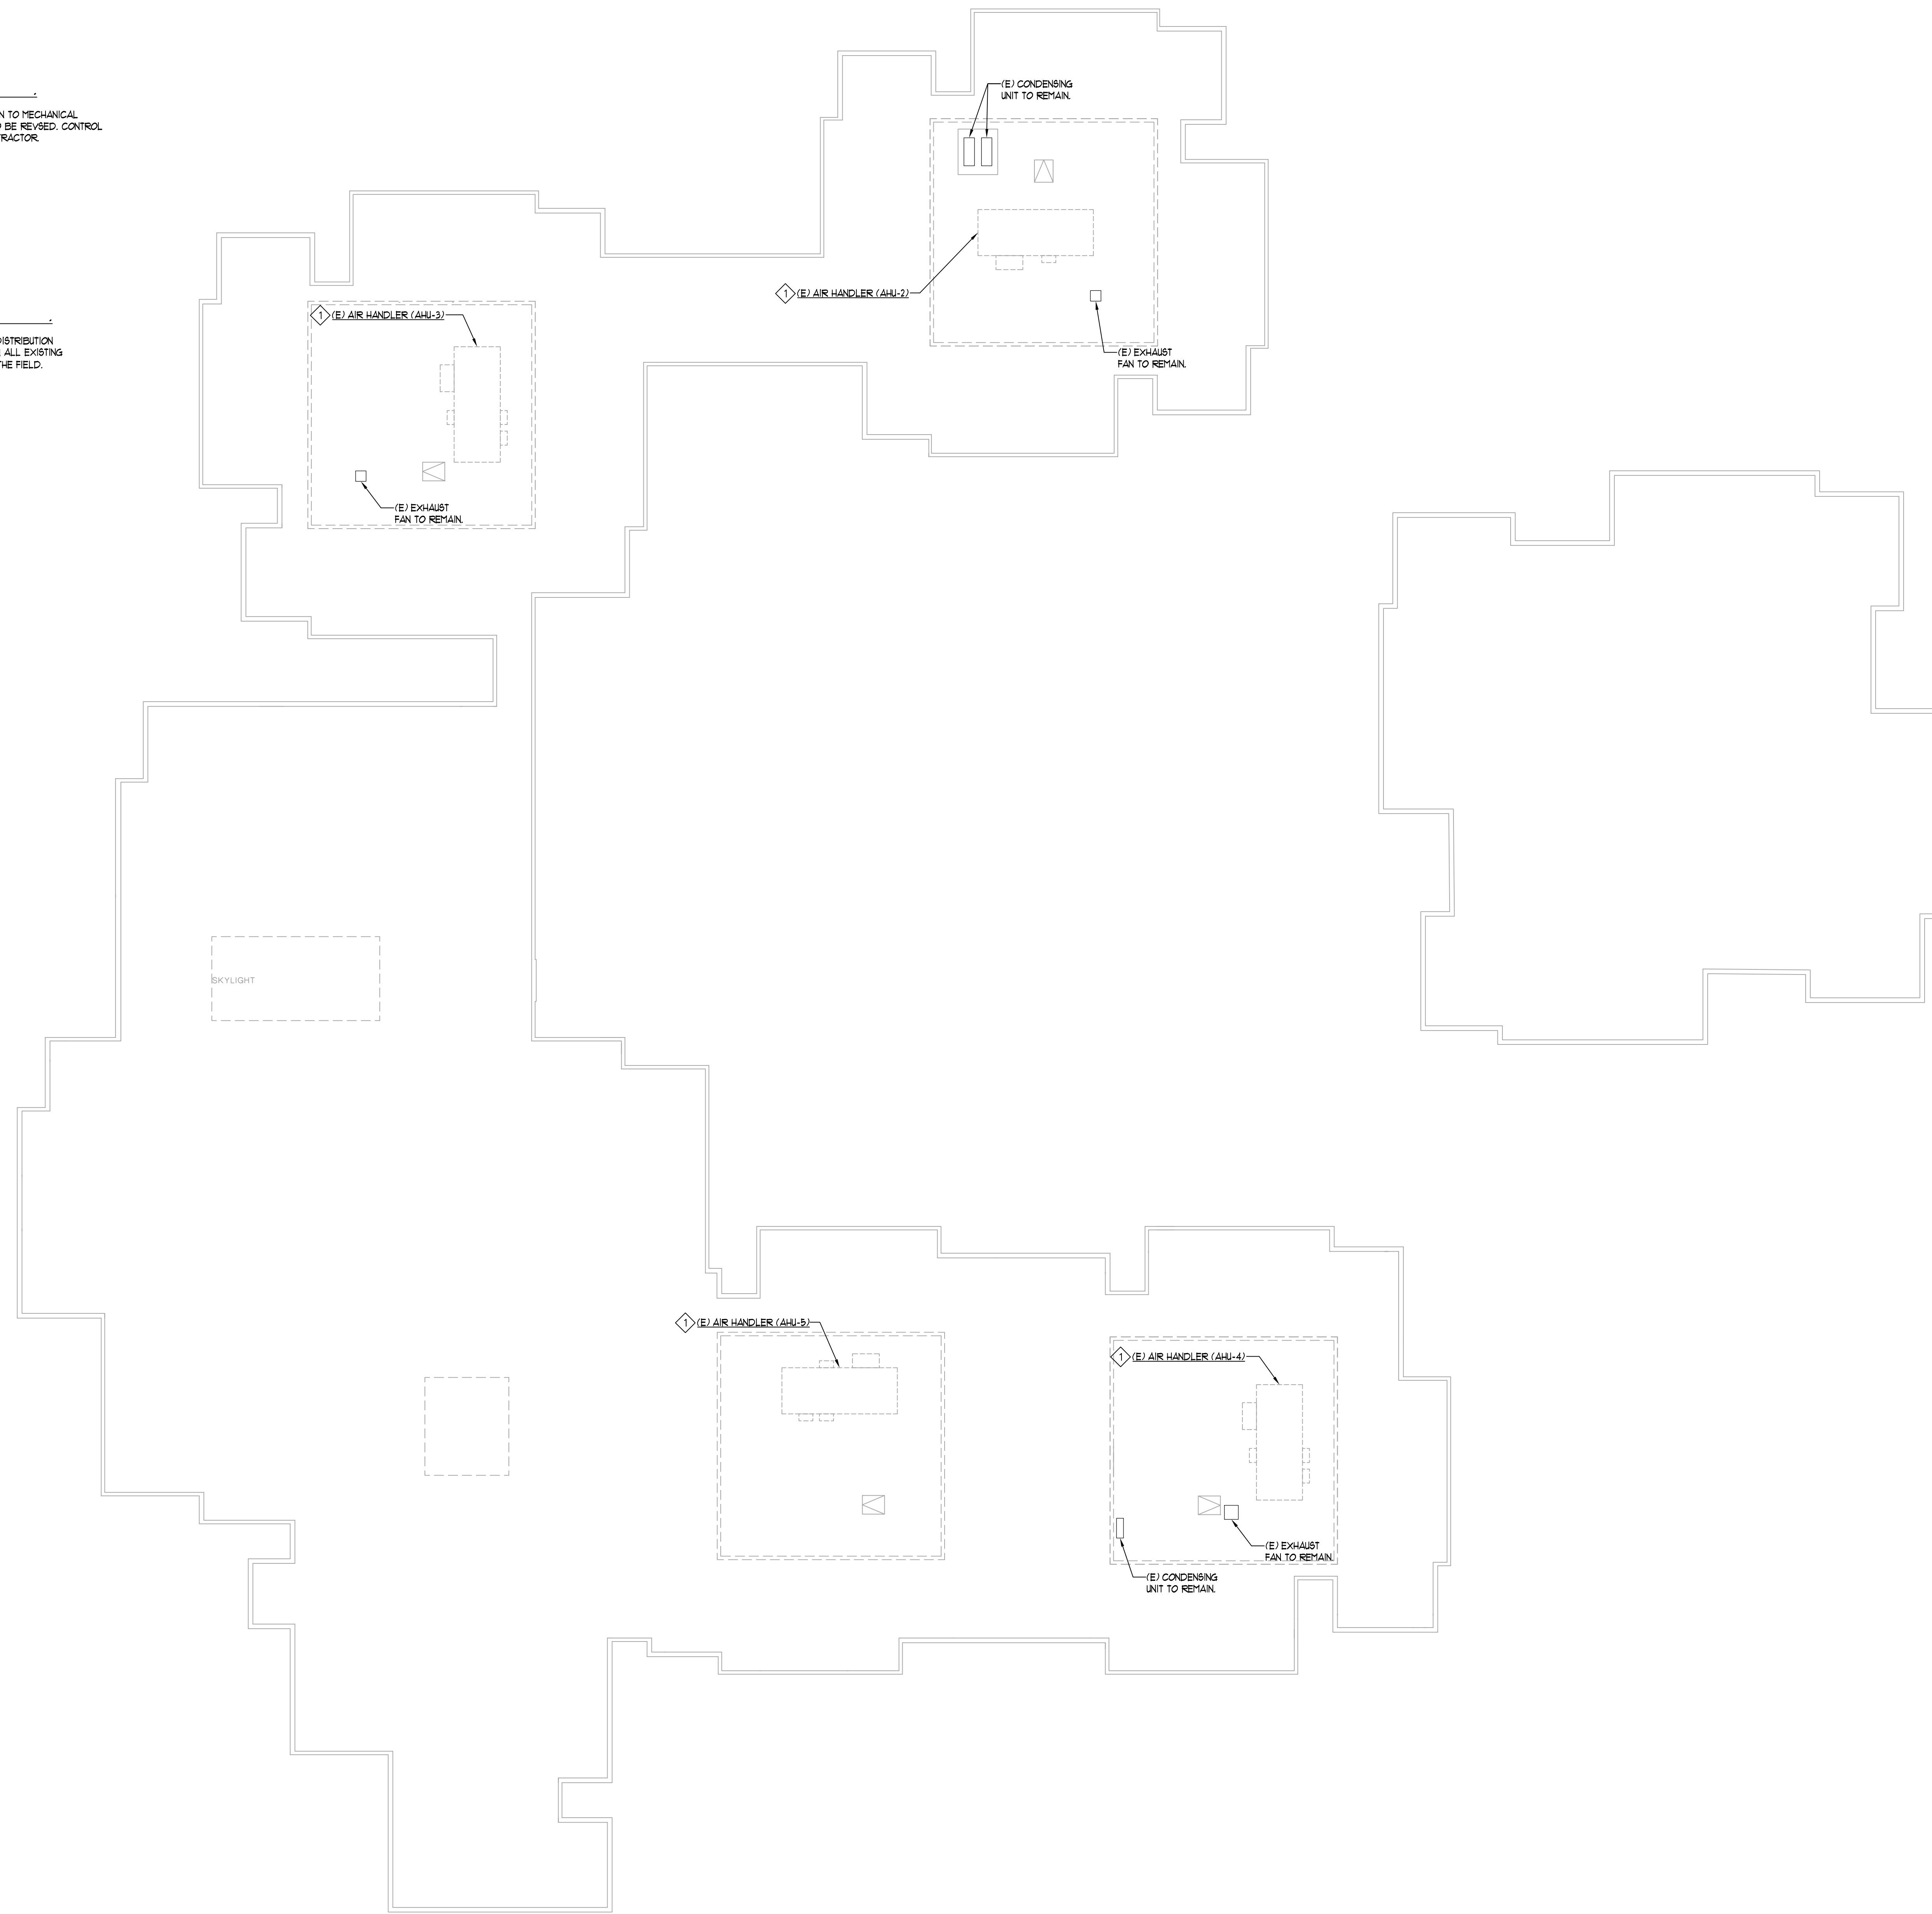 N TO MECHANICAL
BE REVSED. CONTROL
TRACTOR.
DISTRIBUTION
ALL EXISTING
THE FIELD.
(E) CONDENSING
UNIT TO REMAIN.
1 (E) AIR HANDLER (AHU-2)
(E) EXHAUST
FAN TO REMAIN.
1 (E) AIR HANDLER (AHU-3)
(E) EXHAUST
FAN TO REMAIN.
SKYLIGHT
1 (E) AIR HANDLER (AHU-5)
1 (E) AIR HANDLER (AHU-4)
(E) EXHAUST
FAN TO REMAIN.
(E) CONDENSING
UNIT TO REMAIN.